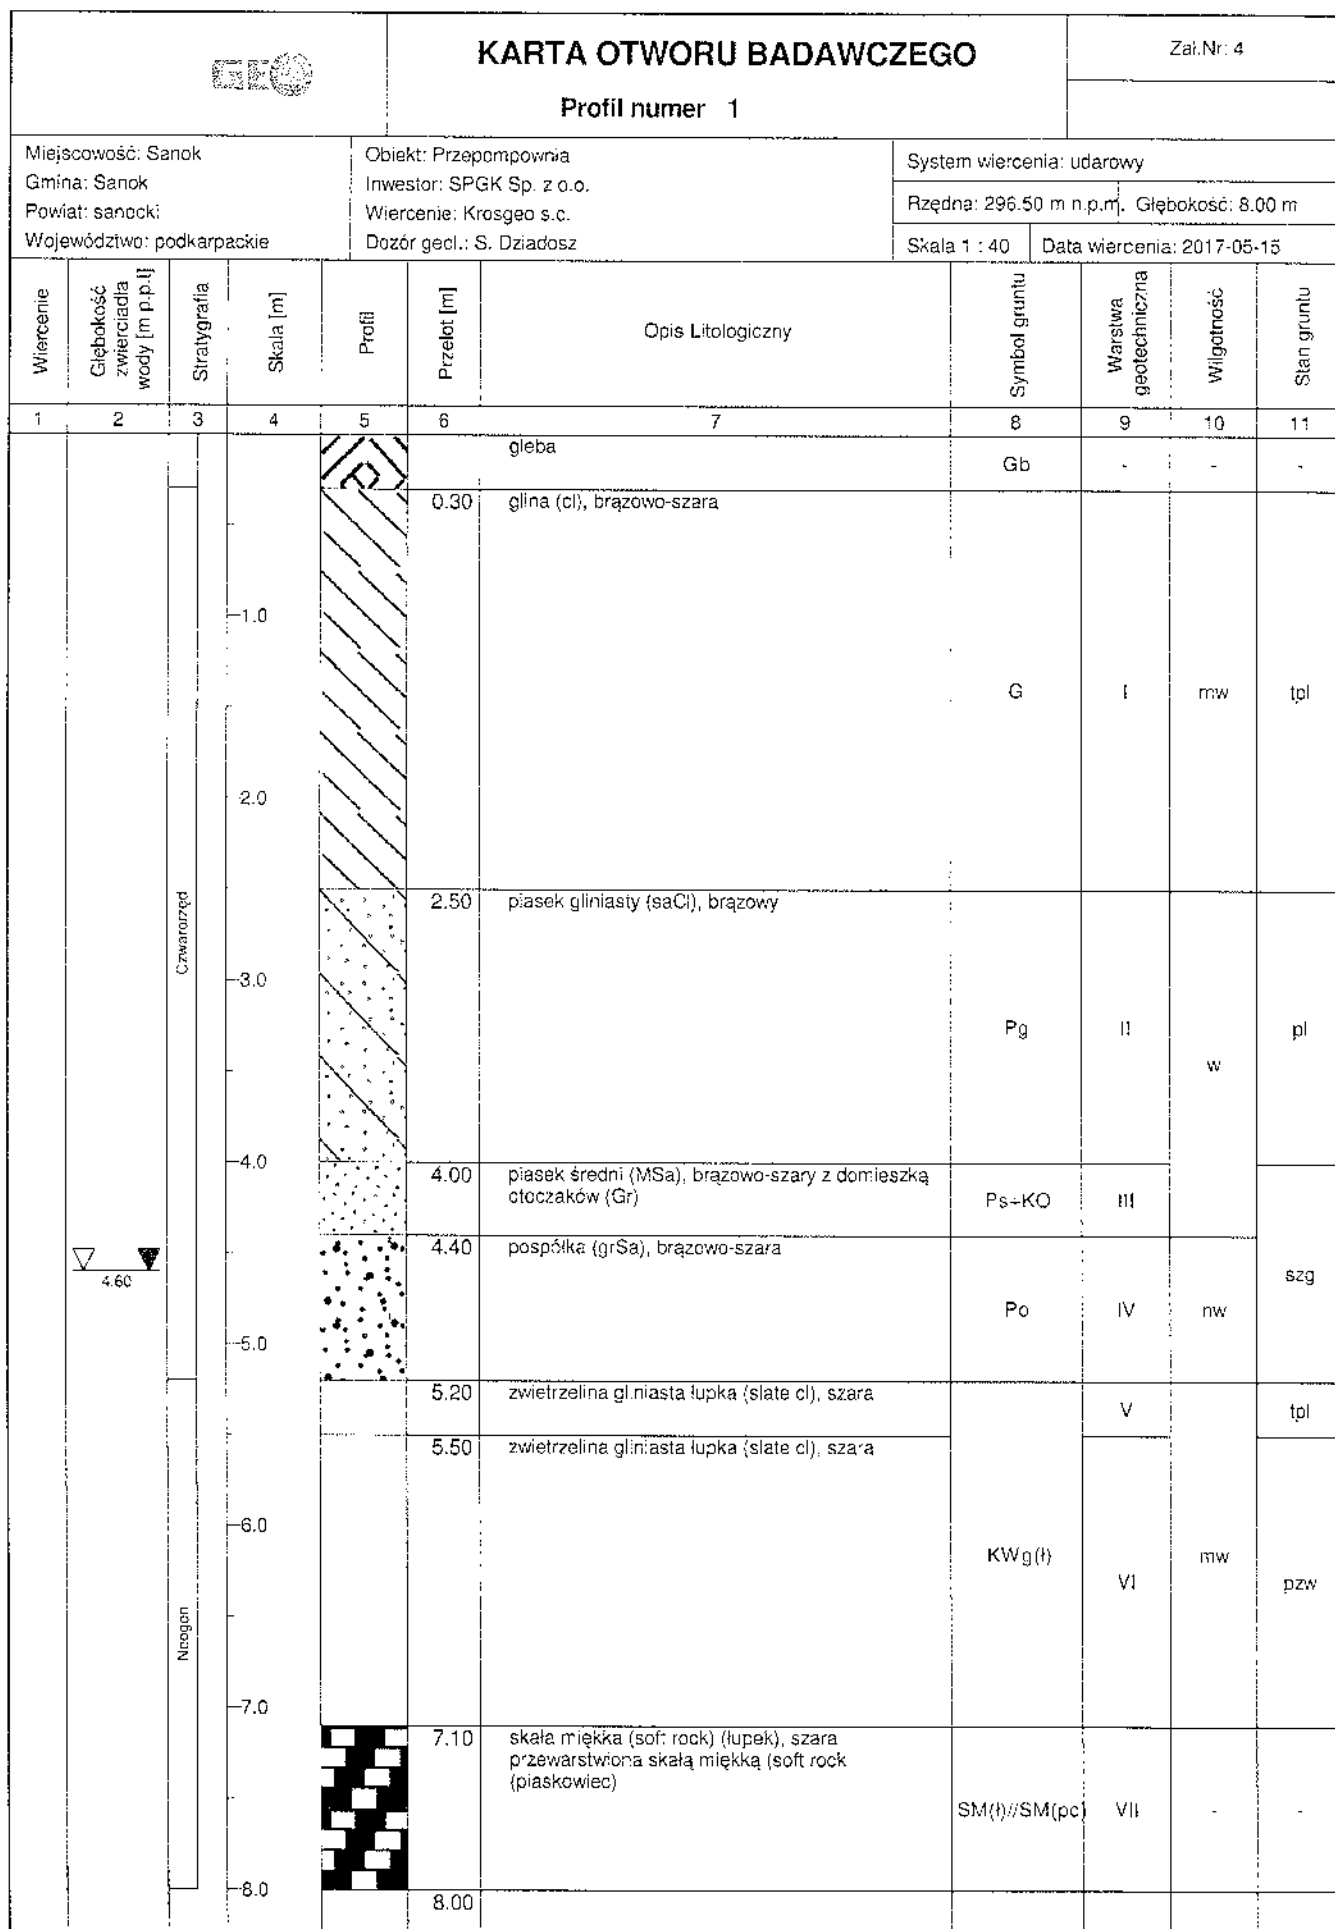 GEO
KARTA OTWORU BADAWCZEGO
Profil numer 1
Zał.Nr: 4
Miejscowość: Sanok
Gmina: Sanok
Powiat: sanocki
Województwo: podkarpackie
Obiekt: Przepompownia
Inwestor: SPGK Sp. z o.o.
Wiercenie: Krosgeo s.c.
Dozór geol.: S. Dziadosz
System wiercenia: udarowy
Rzędna: 296.50 m n.p.m. Głębokość: 8.00 m
Skala 1 : 40 Data wiercenia: 2017-05-15
Wiercenie
Głębokość zwierciadła wody [m p.p.t]
Stratygrafia
Skala [m]
Profil
Przelot [m]
Opis Litologiczny
Symbol gruntu
Warstwa geotechniczna
Wilgotność
Stan gruntu
1 2 3 4 5 6 7 8 9 10 11
gleba Gb - - -
0.30 glina (cl), brązowo-szara
1.0
G I mw tpl
2.0
Czwarorzęd
2.50 piasek gliniasty (saCl), brązowy
3.0
Pg II w pl
4.0
4.00 piasek średni (MSa), brązowo-szary z domieszką
otoczaków (Gr)
Ps+KO III
4.40 pospółka (grSa), brązowo-szara
4.60
szg
Po IV nw
5.0
5.20 zwietrzelina gliniasta łupka (slate cl), szara
V tpl
5.50 zwietrzelina gliniasta łupka (slate cl), szara
6.0
KWg(ł) VI mw pzw
Neogen
7.0
7.10 skała miękka (soft rock) (łupek), szara
przewarstwiona skałą miękką (soft rock
(piaskowiec)
SM(ł)//SM(pc) VII - -
8.0
8.00